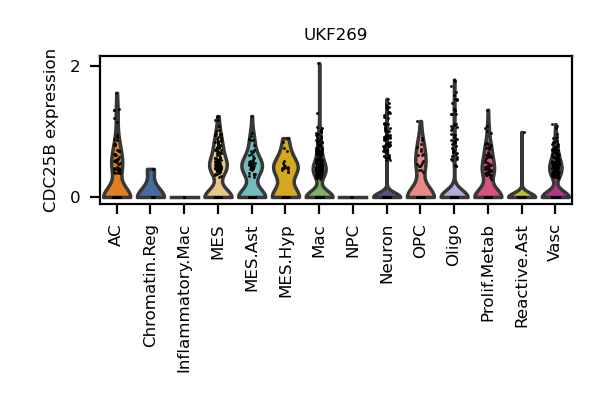 UKF269
CDC25B expression
2
0
AC
Chromatin.Reg
Inflammatory.Mac
MES
MES.Ast
MES.Hyp
Mac
NPC
Neuron
OPC
Oligo
Prolif.Metab
Reactive.Ast
Vasc